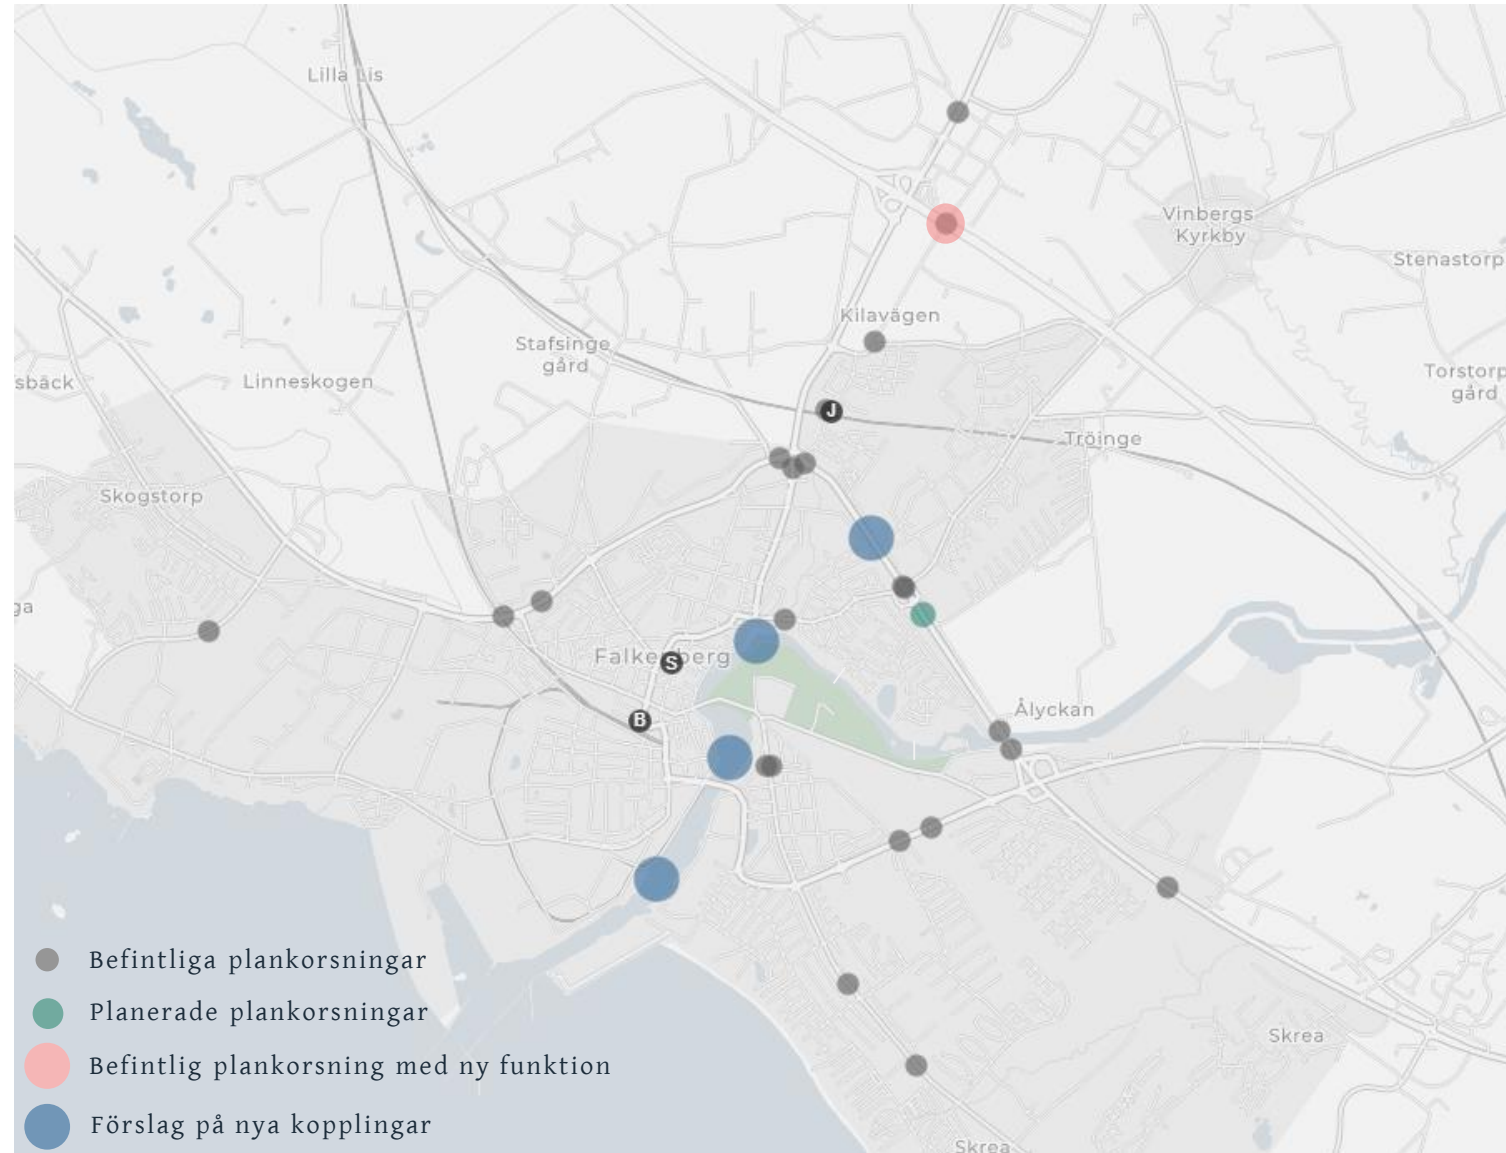 Lilla Lis
Vinbergs
Kyrkby
Stenastorp
Kilavägen
Stafsinge
gård
Linneskogen
sbäck
Torstorp
gård
J
Tröinge
Skogstorp
ga
Falkenberg
S
B
Ålyckan
Skrea
Skrea
Befintliga plankorsningar
Planerade plankorsningar
Befintlig plankorsning med ny funktion
Förslag på nya kopplingar